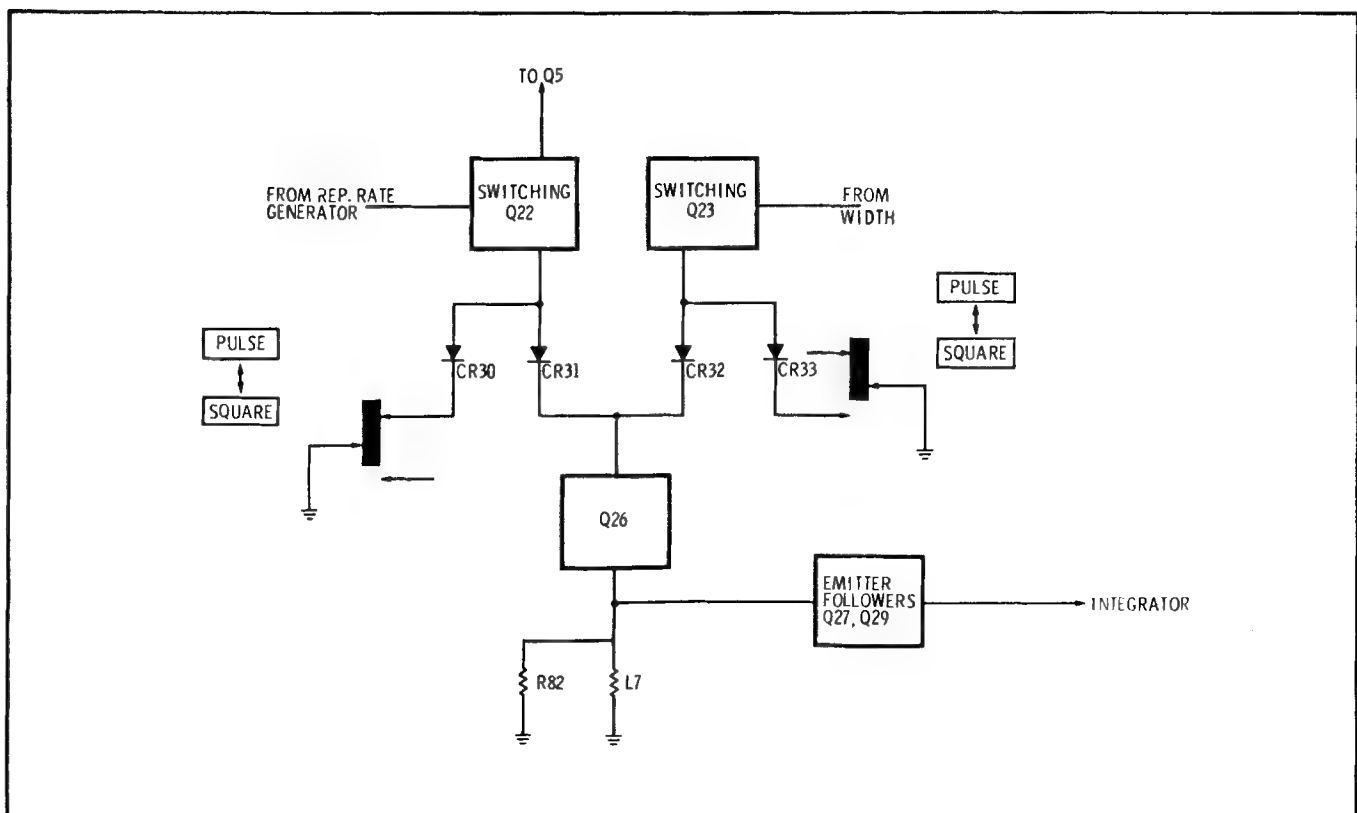 TO Q5
SWITCHING
Q22
SWITCHING
Q23
FROM REP. RATE
GENERATOR
FROM
WIDTH
PULSE
SQUARE
PULSE
SQUARE
CR30
CR31
CR32
CR33
Q26
EMITTER
FOLLOWERS
Q27, Q29
INTEGRATOR
R82
L7